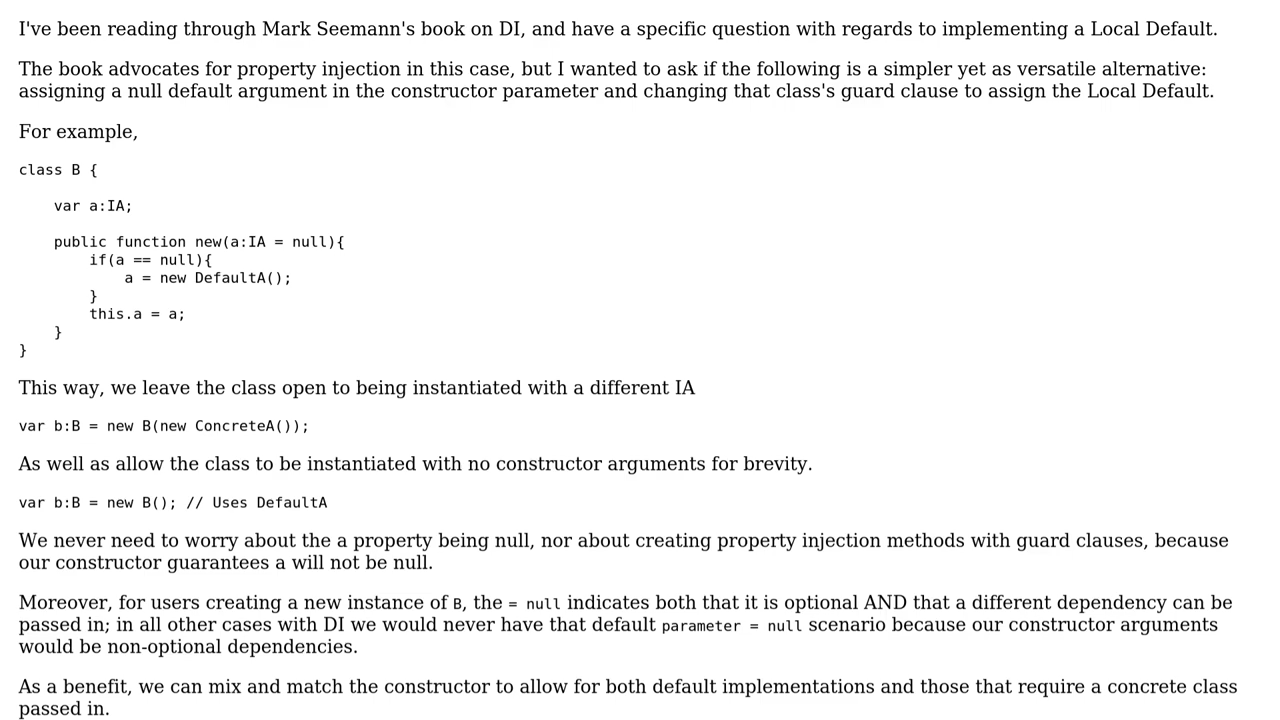 I've been reading through Mark Seemann's book on DI, and have a specific question with regards to implementing a Local Default.
The book advocates for property injection in this case, but I wanted to ask if the following is a simpler yet as versatile alternative:
assigning a null default argument in the constructor parameter and changing that class's guard clause to assign the Local Default.
For example,
class B {
    var a:IA;
    public function new(a:IA = null){
        if(a == null){
            a = new DefaultA();
        }
        this.a = a;
    }
}
This way, we leave the class open to being instantiated with a different IA
var b:B = new B(new ConcreteA());
As well as allow the class to be instantiated with no constructor arguments for brevity.
var b:B = new B(); // Uses DefaultA
We never need to worry about the a property being null, nor about creating property injection methods with guard clauses, because
our constructor guarantees a will not be null.
Moreover, for users creating a new instance of B, the = null indicates both that it is optional AND that a different dependency can be
passed in; in all other cases with DI we would never have that default parameter = null scenario because our constructor arguments
would be non-optional dependencies.
As a benefit, we can mix and match the constructor to allow for both default implementations and those that require a concrete class
passed in.